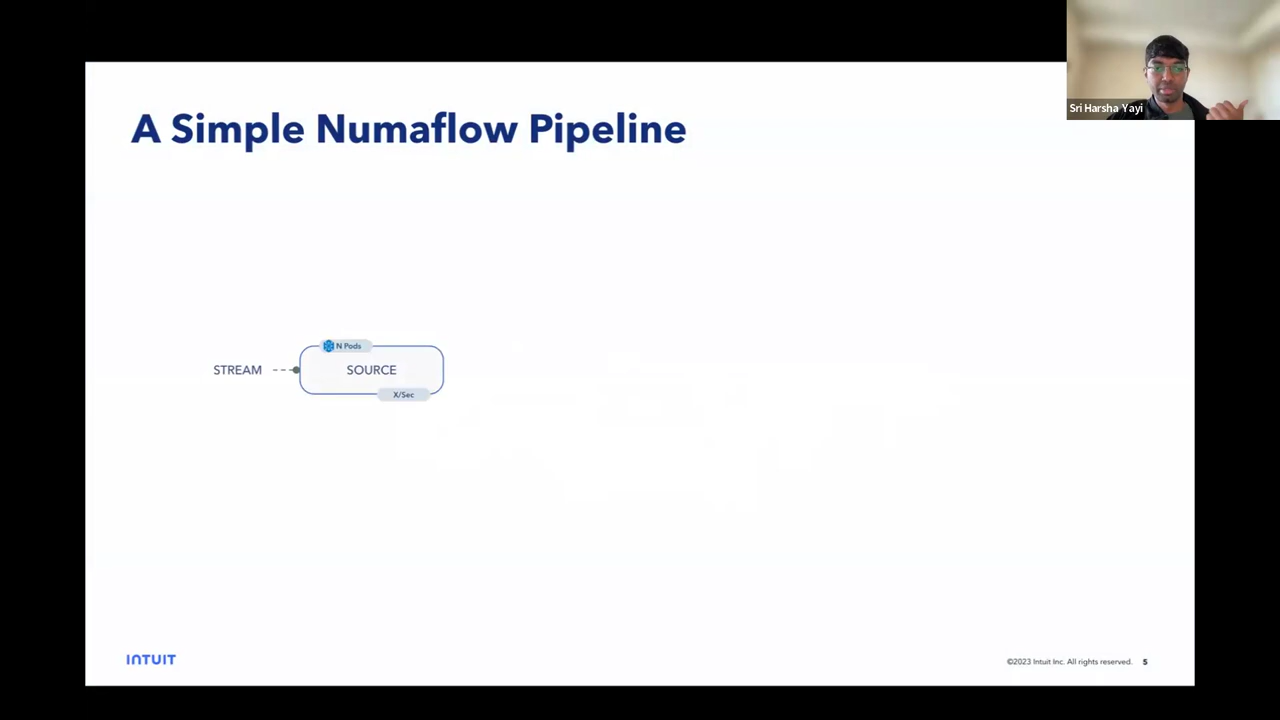 Sri Harsha Yayi
A Simple Numaflow Pipeline
N Pods
STREAM
SOURCE
X/Sec
INTUIT
©2023 Intuit Inc. All rights reserved. 5